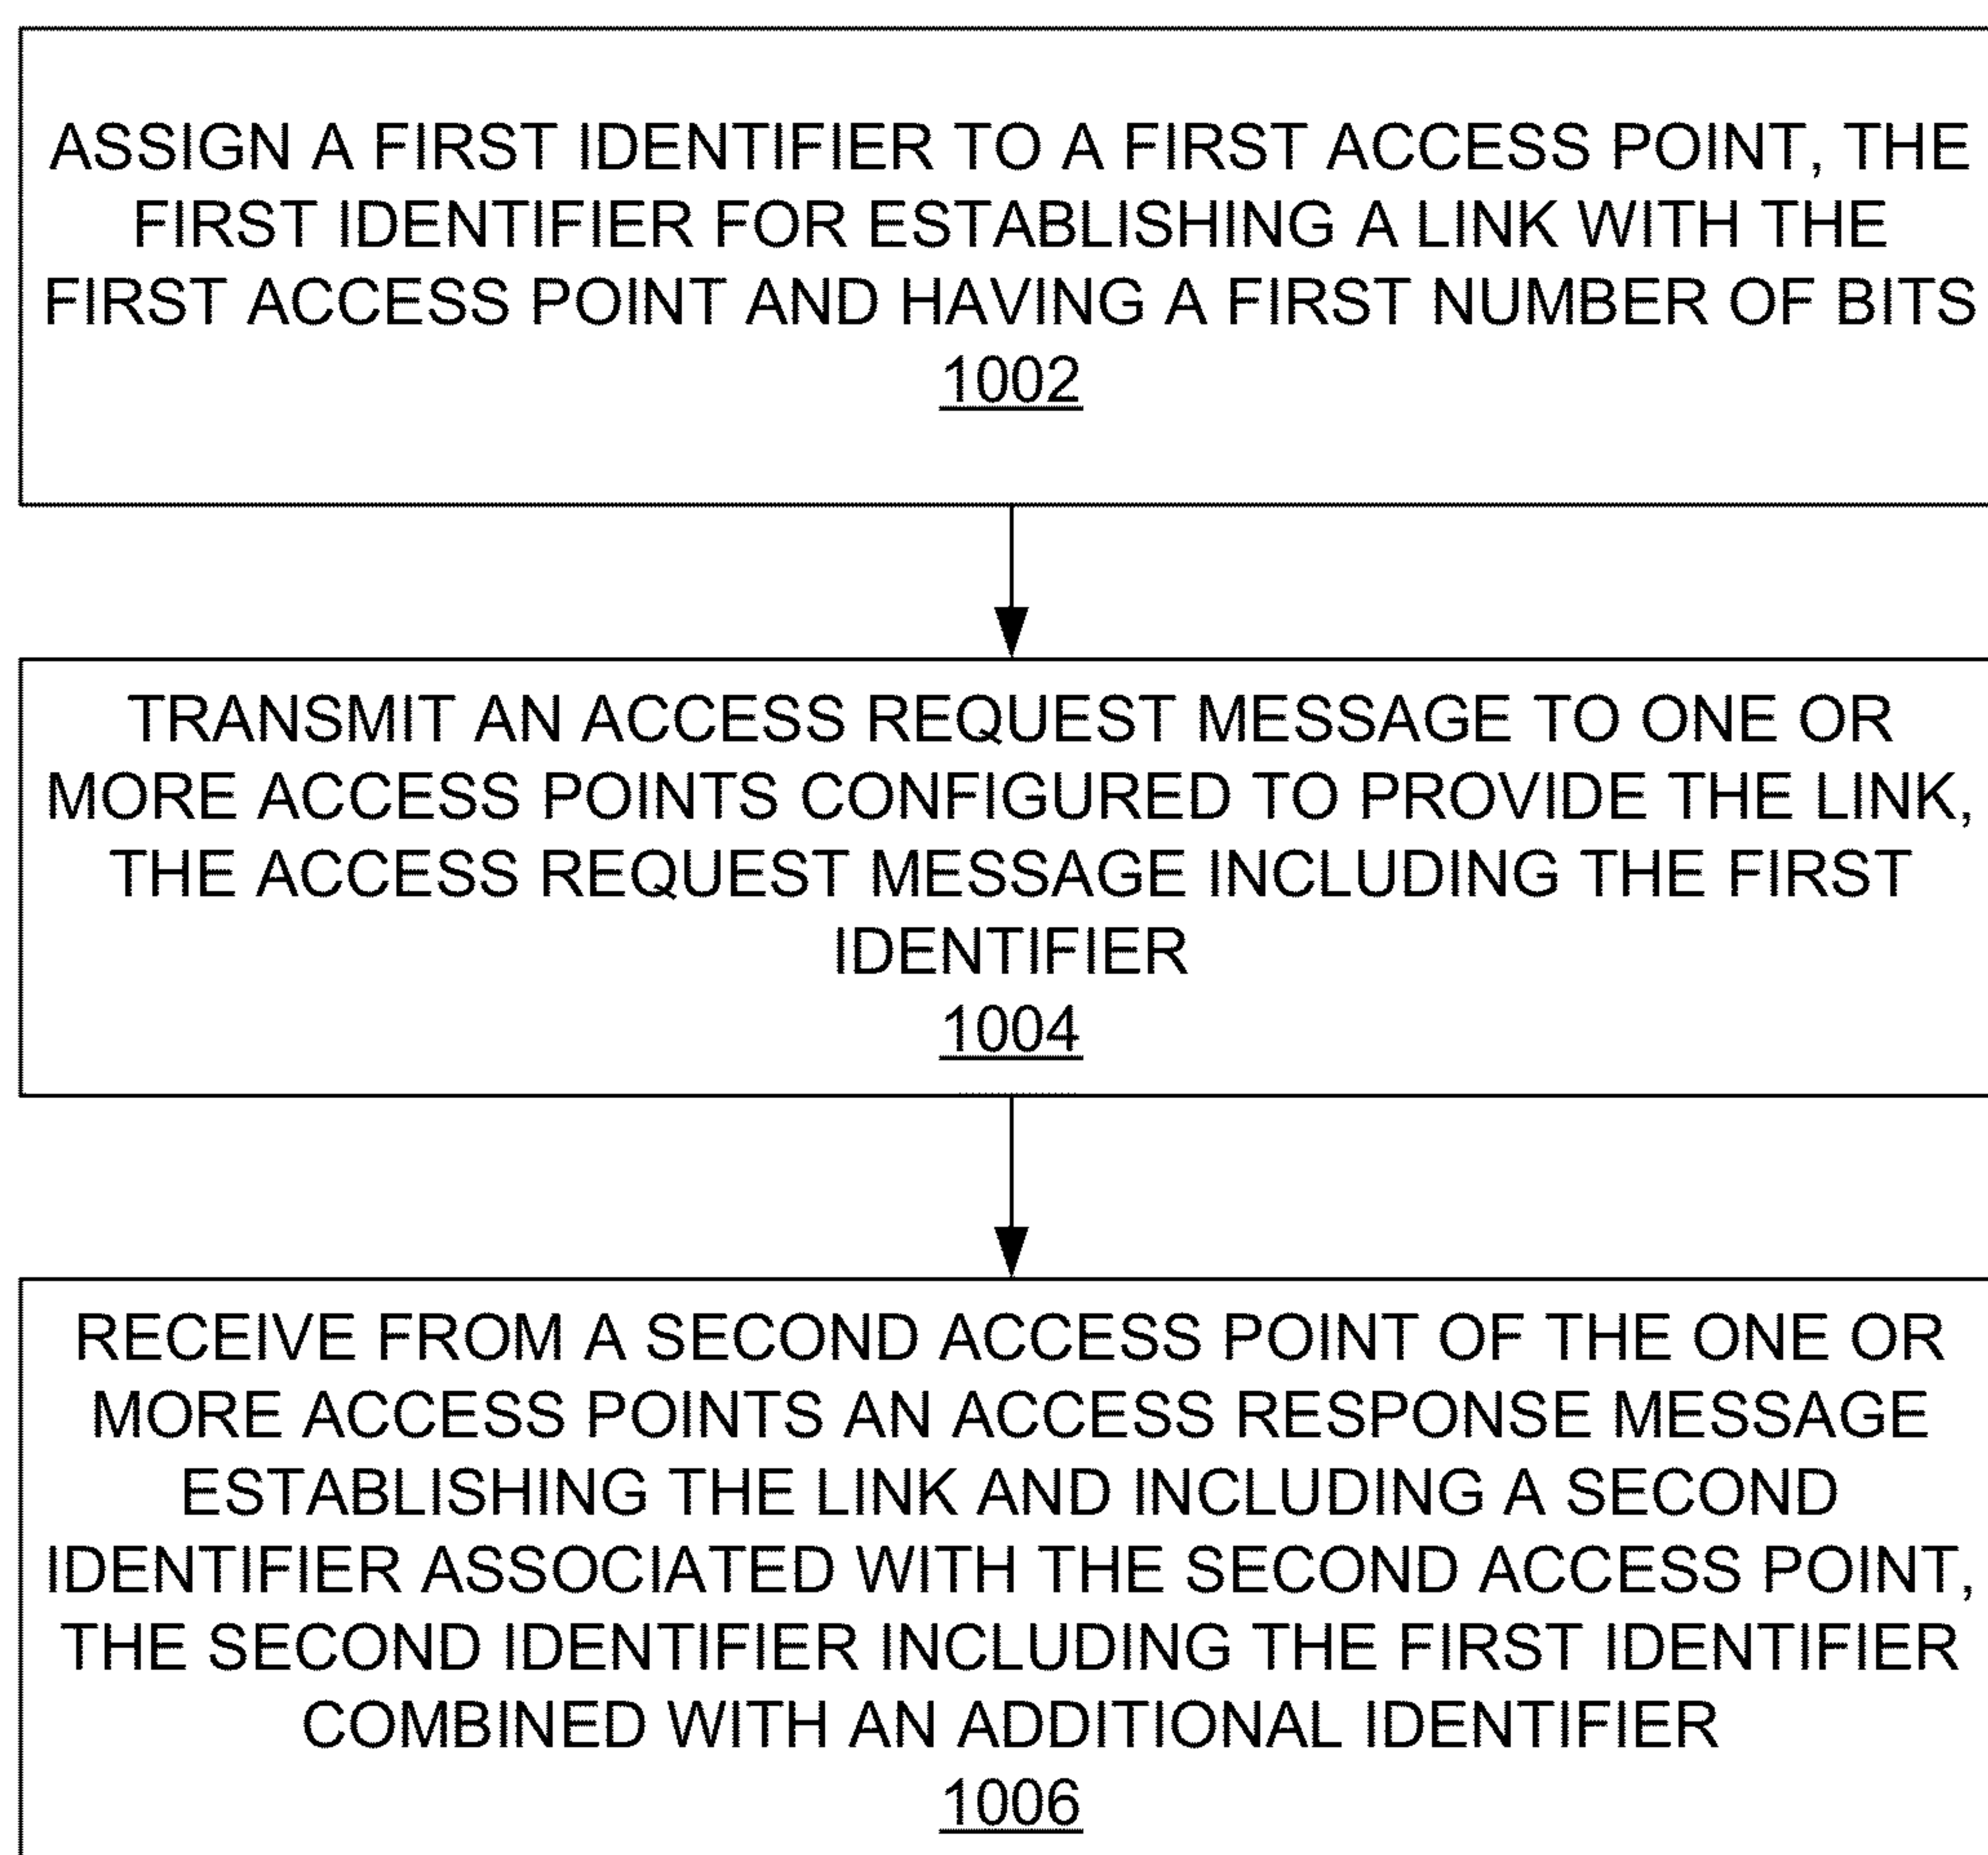 ASSIGN A FIRST IDENTIFIER TO A FIRST ACCESS POINT, THE
FIRST IDENTIFIER FOR ESTABLISHING A LINK WITH THE
FIRST ACCESS POINT AND HAVING A FIRST NUMBER OF BITS
1002
TRANSMIT AN ACCESS REQUEST MESSAGE TO ONE OR
MORE ACCESS POINTS CONFIGURED TO PROVIDE THE LINK,
THE ACCESS REQUEST MESSAGE INCLUDING THE FIRST
IDENTIFIER
1004
RECEIVE FROM A SECOND ACCESS POINT OF THE ONE OR
MORE ACCESS POINTS AN ACCESS RESPONSE MESSAGE
ESTABLISHING THE LINK AND INCLUDING A SECOND
IDENTIFIER ASSOCIATED WITH THE SECOND ACCESS POINT,
THE SECOND IDENTIFIER INCLUDING THE FIRST IDENTIFIER
COMBINED WITH AN ADDITIONAL IDENTIFIER
1006